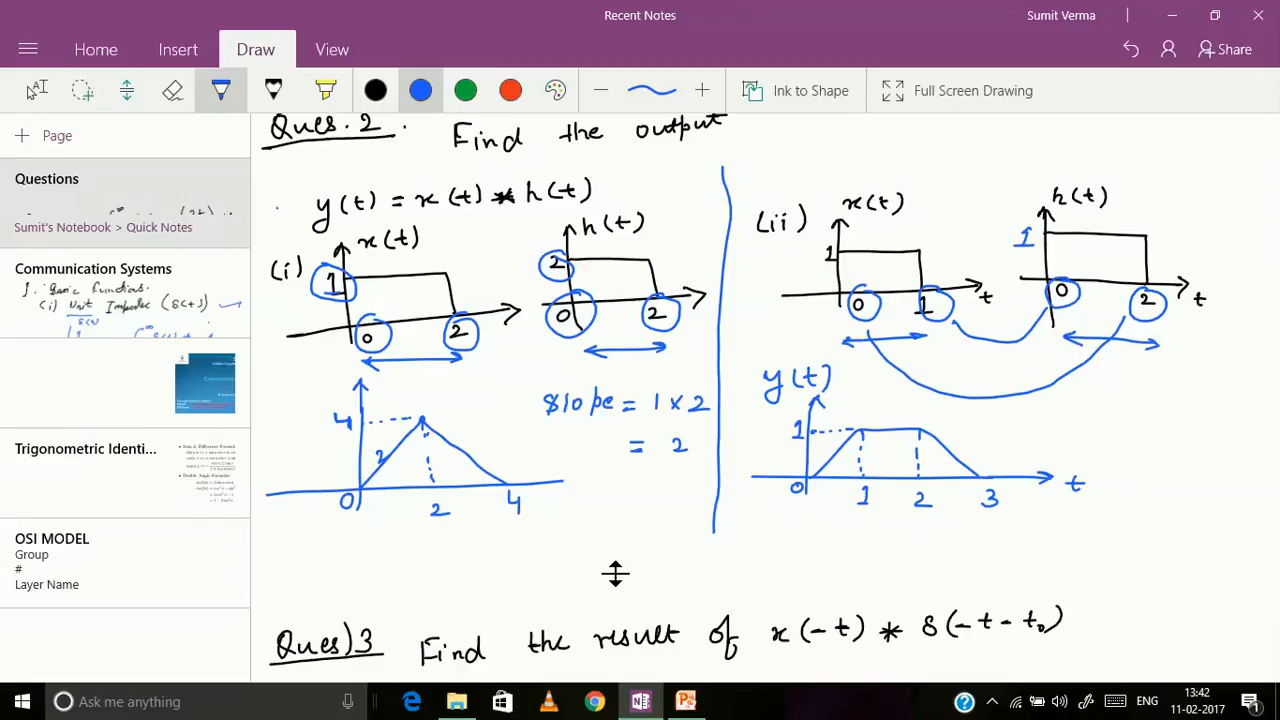 Recent Notes
Sumit Verma
Home
Insert
Draw
View
Share
Ink to Shape
Full Screen Drawing
Page
Questions
Sumit's Notebook > Quick Notes
Communication Systems
(i) Unit Impulse (δ(t))
Trigonometric Identi...
OSI MODEL
Group
#
Layer Name
Ques.2. Find the output
y(t) = x(t) * h(t)
(i)
x(t)
1
0
2
h(t)
2
0
2
4
2
0
2
4
slope = 1 x 2
= 2
(ii)
x(t)
1
0
1
t
h(t)
1
0
2
t
y(t)
1
0
1
2
3
t
Ques)3 Find the result of x(-t) * δ(-t-t₀)
Ask me anything
ENG
13:42
11-02-2017
1